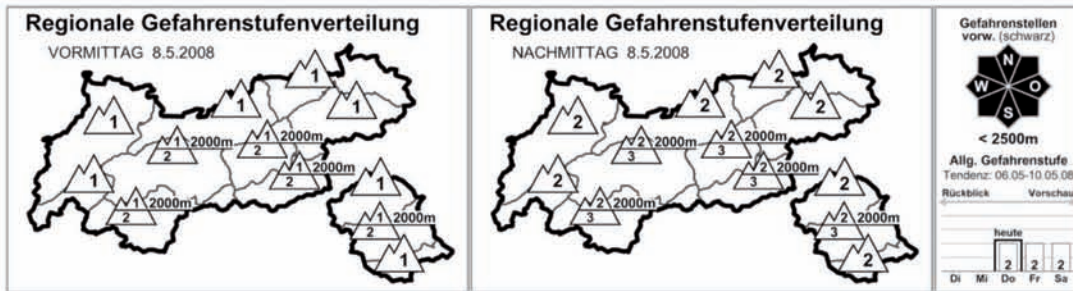 Regionale Gefahrenstufenverteilung
VORMITTAG 8.5.2008
1
1
1
1
1 2000m
2
1 2000m
2
1 2000m
2
1
1 2000m
2
1
1 2000m
2
1
Regionale Gefahrenstufenverteilung
NACHMITTAG 8.5.2008
2
2
2
2
2 2000m
3
2 2000m
3
2 2000m
3
2
2 2000m
3
2
2 2000m
3
2
Gefahrenstellen
vorw. (schwarz)
N
W O
S
< 2500m
Allg. Gefahrenstufe
Tendenz: 06.05-10.05.08
Rückblick Vorschau
heute
2 2 2
Di Mi Do Fr Sa